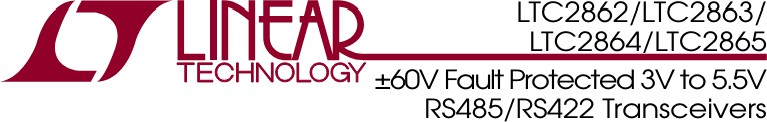 LINEAR
TECHNOLOGY
LTC2862/LTC2863/
LTC2864/LTC2865
±60V Fault Protected 3V to 5.5V
RS485/RS422 Transceivers